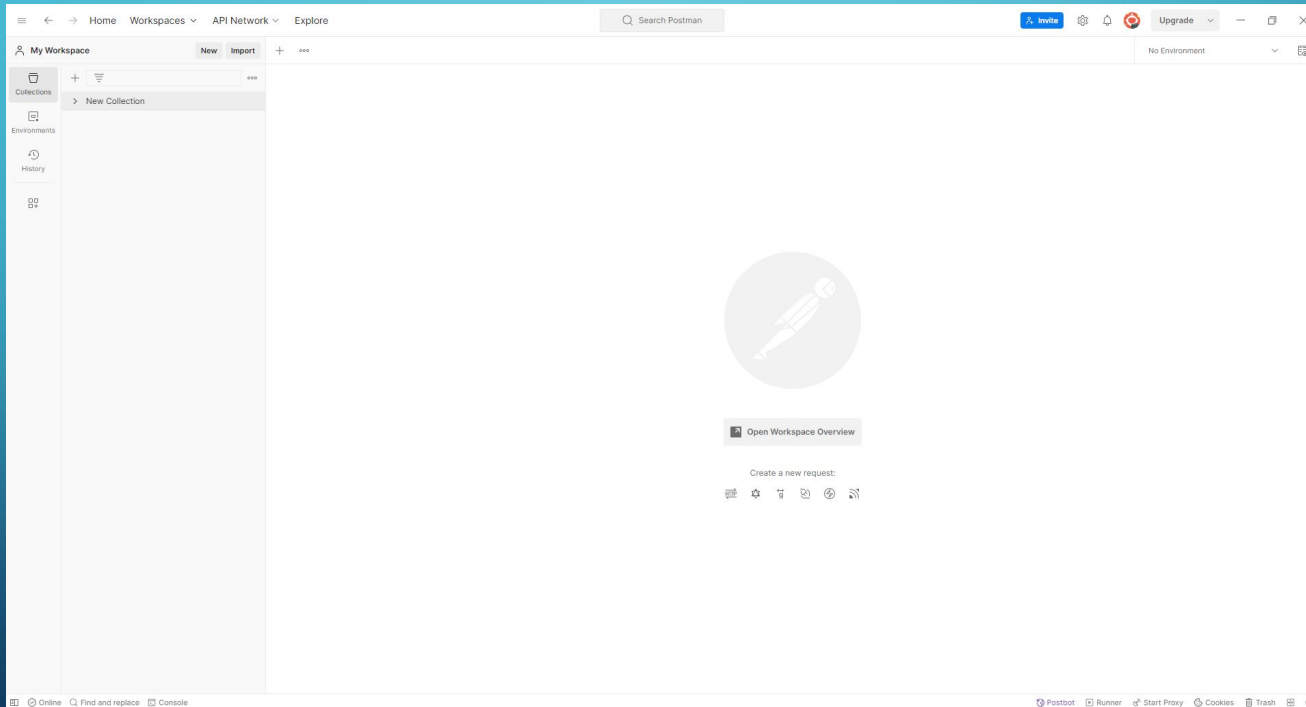 Home Workspaces API Network Explore Search Postman Invite Upgrade
My Workspace New Import No Environment
Collections
New Collection
Environments
History
Open Workspace Overview
Create a new request:
HTTP
Online Find and replace Console Postbot Runner Start Proxy Cookies Trash